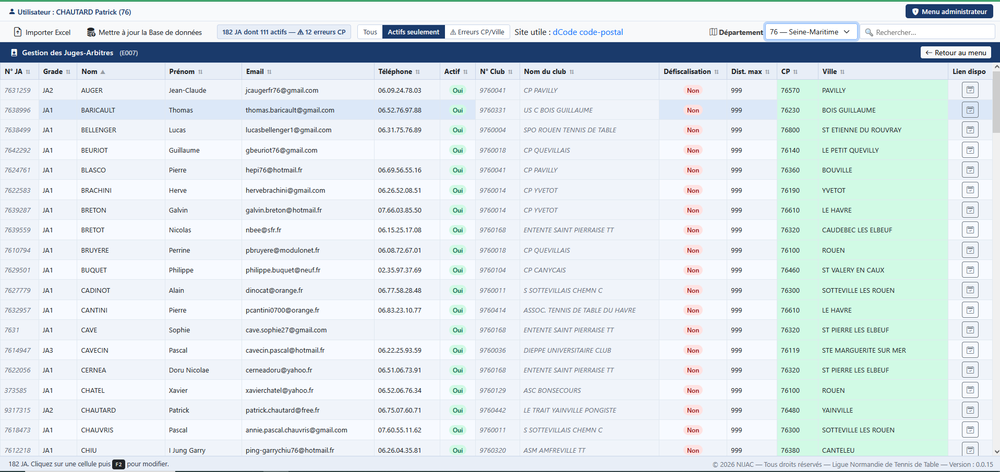 Utilisateur : CHAUTARD Patrick (76)
Menu administrateur
Importer Excel
Mettre à jour la Base de données
182 JA dont 111 actifs — ⚠ 12 erreurs CP
Tous
Actifs seulement
⚠ Erreurs CP/Ville
Site utile : dCode code-postal
Département
76 — Seine-Maritime
Rechercher...
Gestion des Juges-Arbitres (E007)
← Retour au menu
N° JA Grade Nom Prénom Email Téléphone Actif N° Club Nom du club Défiscalisation Dist. max CP Ville Lien dispo
7631259 JA2 AUGER Jean-Claude jcaugerfr76@gmail.com 06.09.24.78.03 Oui 9760041 CP PAVILLY Non 999 76570 PAVILLY
7638996 JA1 BARICAULT Thomas thomas.baricault@gmail.com 06.52.76.97.88 Oui 9760331 US C BOIS GUILLAUME Non 999 76230 BOIS GUILLAUME
7638499 JA1 BELLENGER Lucas lucasbellenger1@gmail.com 06.31.75.76.89 Oui 9760004 SPO ROUEN TENNIS DE TABLE Non 999 76800 ST ETIENNE DU ROUVRAY
7642292 JA1 BEURIOT Guillaume gbeuriot76@gmail.com Oui 9760018 CP QUEVILLAIS Non 999 76140 LE PETIT QUEVILLY
7624761 JA1 BLASCO Pierre hepi76@hotmail.fr 06.69.56.55.16 Oui 9760041 CP PAVILLY Non 999 76360 BOUVILLE
7622583 JA1 BRACHINI Herve hervebrachini@gmail.com 06.26.52.08.51 Oui 9760014 CP YVETOT Non 999 76190 YVETOT
7639287 JA1 BRETON Galvin galvin.breton@hotmail.fr 07.66.03.85.50 Oui 9760014 CP YVETOT Non 999 76610 LE HAVRE
7639559 JA1 BRETOT Nicolas nbee@sfr.fr 06.15.25.17.08 Oui 9760168 ENTENTE SAINT PIERRAISE TT Non 999 76320 CAUDEBEC LES ELBEUF
7610794 JA1 BRUYERE Perrine pbruyere@modulonet.fr 06.08.72.67.01 Oui 9760018 CP QUEVILLAIS Non 999 76100 ROUEN
7629501 JA1 BUQUET Philippe philippe.buquet@neuf.fr 02.35.97.37.69 Oui 9760104 CP CANYCAIS Non 999 76460 ST VALERY EN CAUX
7627779 JA1 CADINOT Alain dinocat@orange.fr 06.77.58.28.48 Oui 9760011 S SOTTEVILLAIS CHEMN C Non 999 76300 SOTTEVILLE LES ROUEN
7632957 JA1 CANTINI Pierre pcantini0700@orange.fr 06.83.23.10.77 Oui 9760414 ASSOC. TENNIS DE TABLE DU HAVRE Non 999 76610 LE HAVRE
7631 JA1 CAVE Sophie cave.sophie27@gmail.com Oui 9760168 ENTENTE SAINT PIERRAISE TT Non 999 76320 ST PIERRE LES ELBEUF
7614947 JA3 CAVECIN Pascal cavecin.pascal@hotmail.fr 06.22.25.93.59 Oui 9760036 DIEPPE UNIVERSITAIRE CLUB Non 999 76119 STE MARGUERITE SUR MER
7622056 JA1 CERNEA Doru Nicolae cerneadoru@yahoo.fr 06.51.06.73.91 Oui 9760168 ENTENTE SAINT PIERRAISE TT Non 999 76320 ST PIERRE LES ELBEUF
373585 JA1 CHATEL Xavier xavierchatel@yahoo.fr 06.52.06.76.34 Oui 9760129 ASC BONSECOURS Non 999 76100 ROUEN
9317315 JA2 CHAUTARD Patrick patrick.chautard@free.fr 06.75.07.60.71 Oui 9760442 LE TRAIT YAINVILLE PONGISTE Non 999 76480 YAINVILLE
7618473 JA1 CHAUVRIS Pascal annie.pascal.chauvris@gmail.com 07.60.55.11.62 Oui 9760011 S SOTTEVILLAIS CHEMN C Non 999 76300 SOTTEVILLE LES ROUEN
7612218 JA1 CHIU I Jung Garry ping-garrychiu76@hotmail.fr 06.26.04.35.81 Oui 9760320 ASM AMFREVILLE TT Non 999 76380 CANTELEU
182 JA. Cliquez sur une cellule puis F2 pour modifier.
© 2026 NIJAC — Tous droits réservés — Ligue Normandie de Tennis de Table — Version : 0.0.15